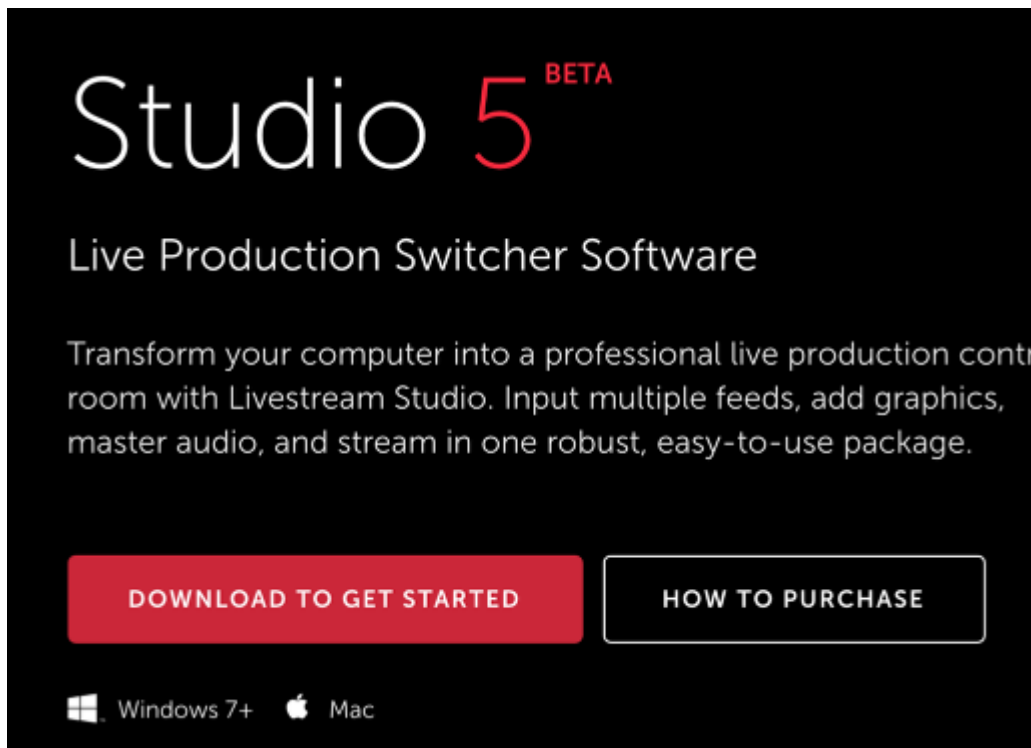 Studio 5 BETA
Live Production Switcher Software
Transform your computer into a professional live production
room with Livestream Studio. Input multiple feeds, add graphics,
master audio, and stream in one robust, easy-to-use package.
DOWNLOAD TO GET STARTED HOW TO PURCHASE
Windows 7+ Mac